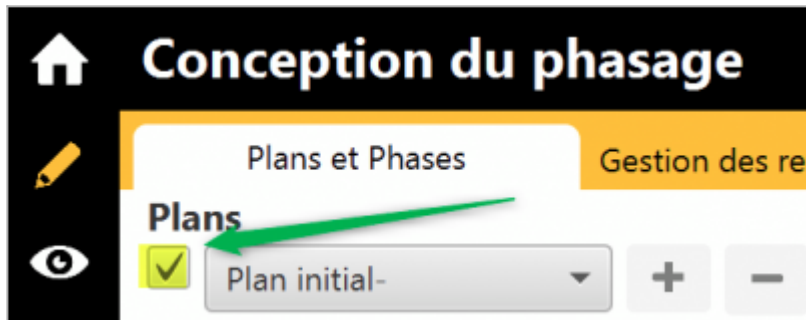 Conception du phasage
Plans et Phases Gestion des re
Plans
Plan initial-